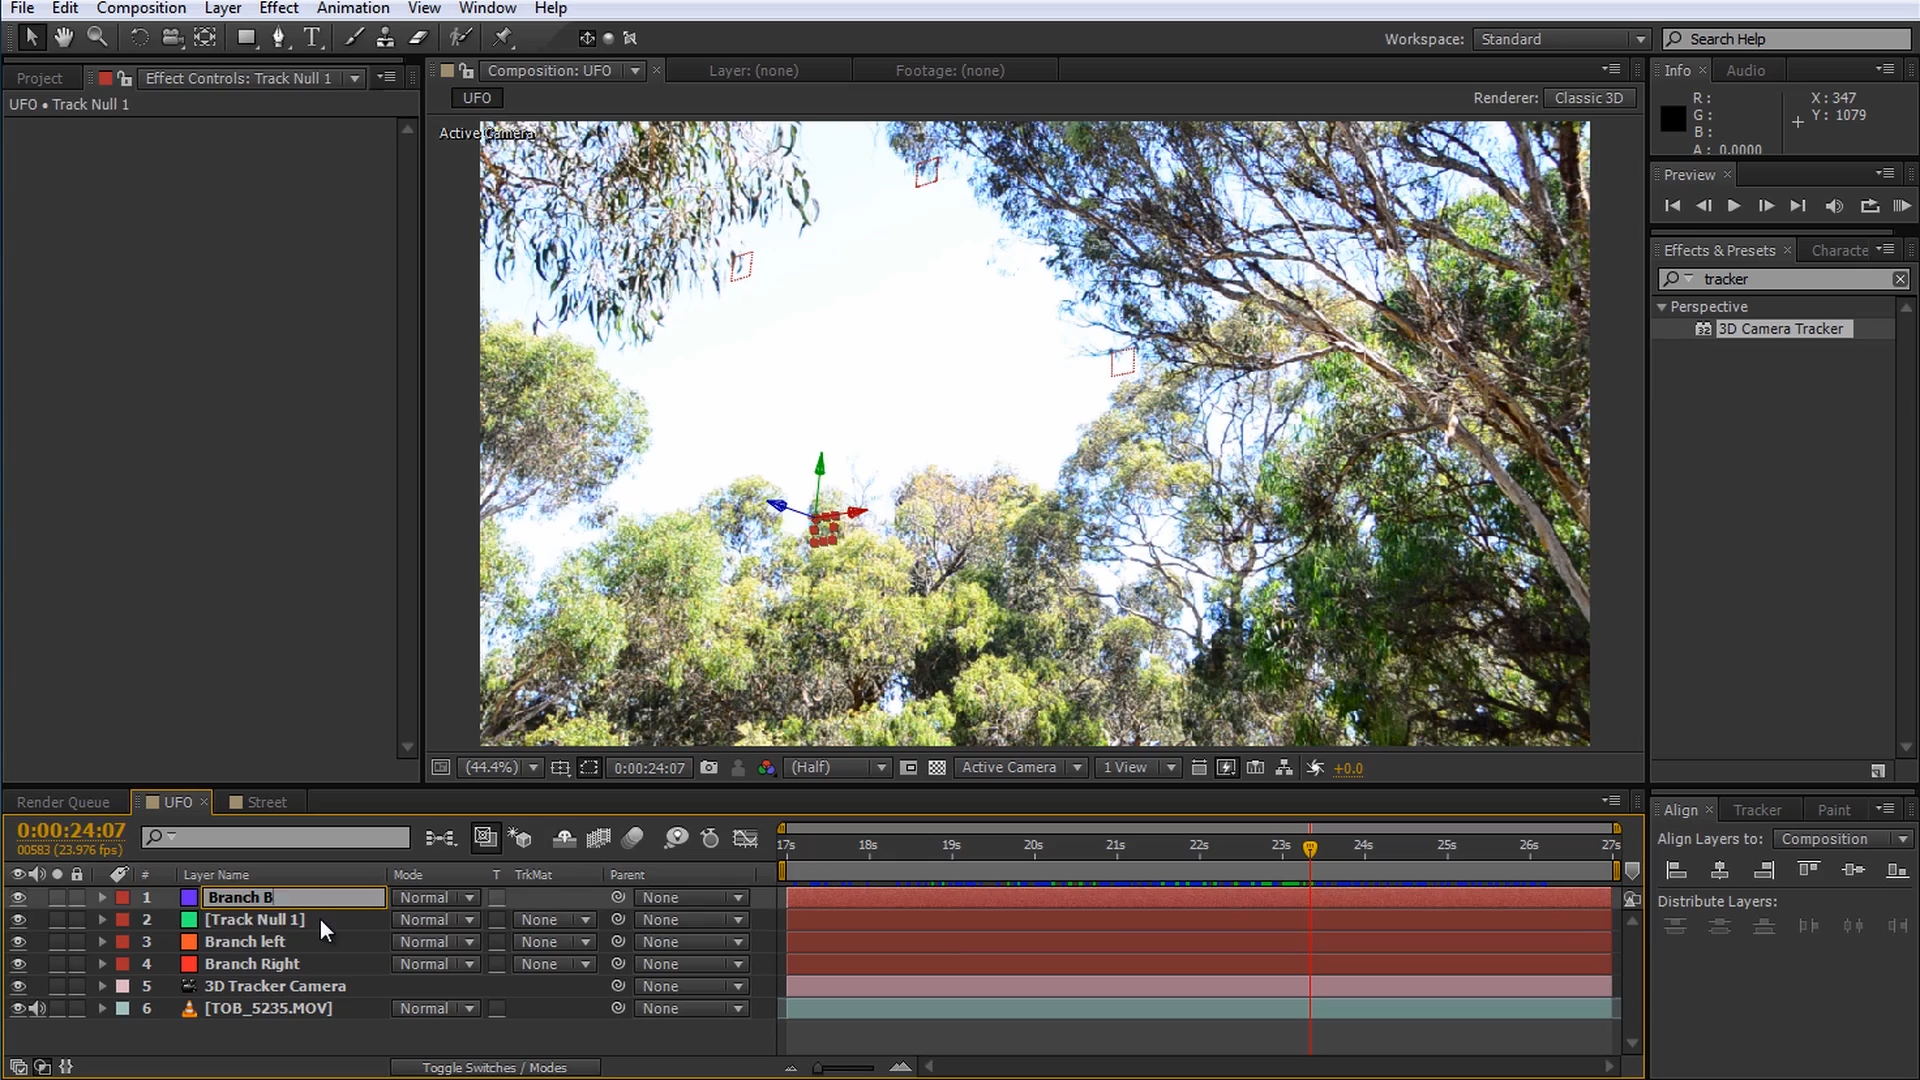 File Edit Composition Layer Effect Animation View Window Help
Workspace: Standard Search Help
Project Effect Controls: Track Null 1
Composition: UFO Layer: (none) Footage: (none)
Info Audio
UFO • Track Null 1
UFO Renderer: Classic 3D
R: X: 347
G: Y: 1079
B:
A: 0.0000
Active Camera
Preview
Effects & Presets Characte
tracker
Perspective
3D Camera Tracker
(44.4%) 0:00:24:07 (Half) Active Camera 1 View +0.0
Render Queue UFO Street
Align Tracker Paint
0:00:24:07
00583 (23.976 fps)
17s 18s 19s 20s 21s 22s 23s 24s 25s 26s 27s
Align Layers to: Composition
# Layer Name Mode T TrkMat Parent
1 Branch B Normal None
2 [Track Null 1] Normal None None
3 Branch left Normal None None
4 Branch Right Normal None None
5 3D Tracker Camera None
6 [TOB_5235.MOV] Normal None
Distribute Layers:
Toggle Switches / Modes